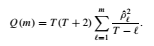 Q(m) = T(T + 2) \sum_{\ell=1}^{m} \frac{\hat{\rho}_{\ell}^{2}}{T - \ell}.